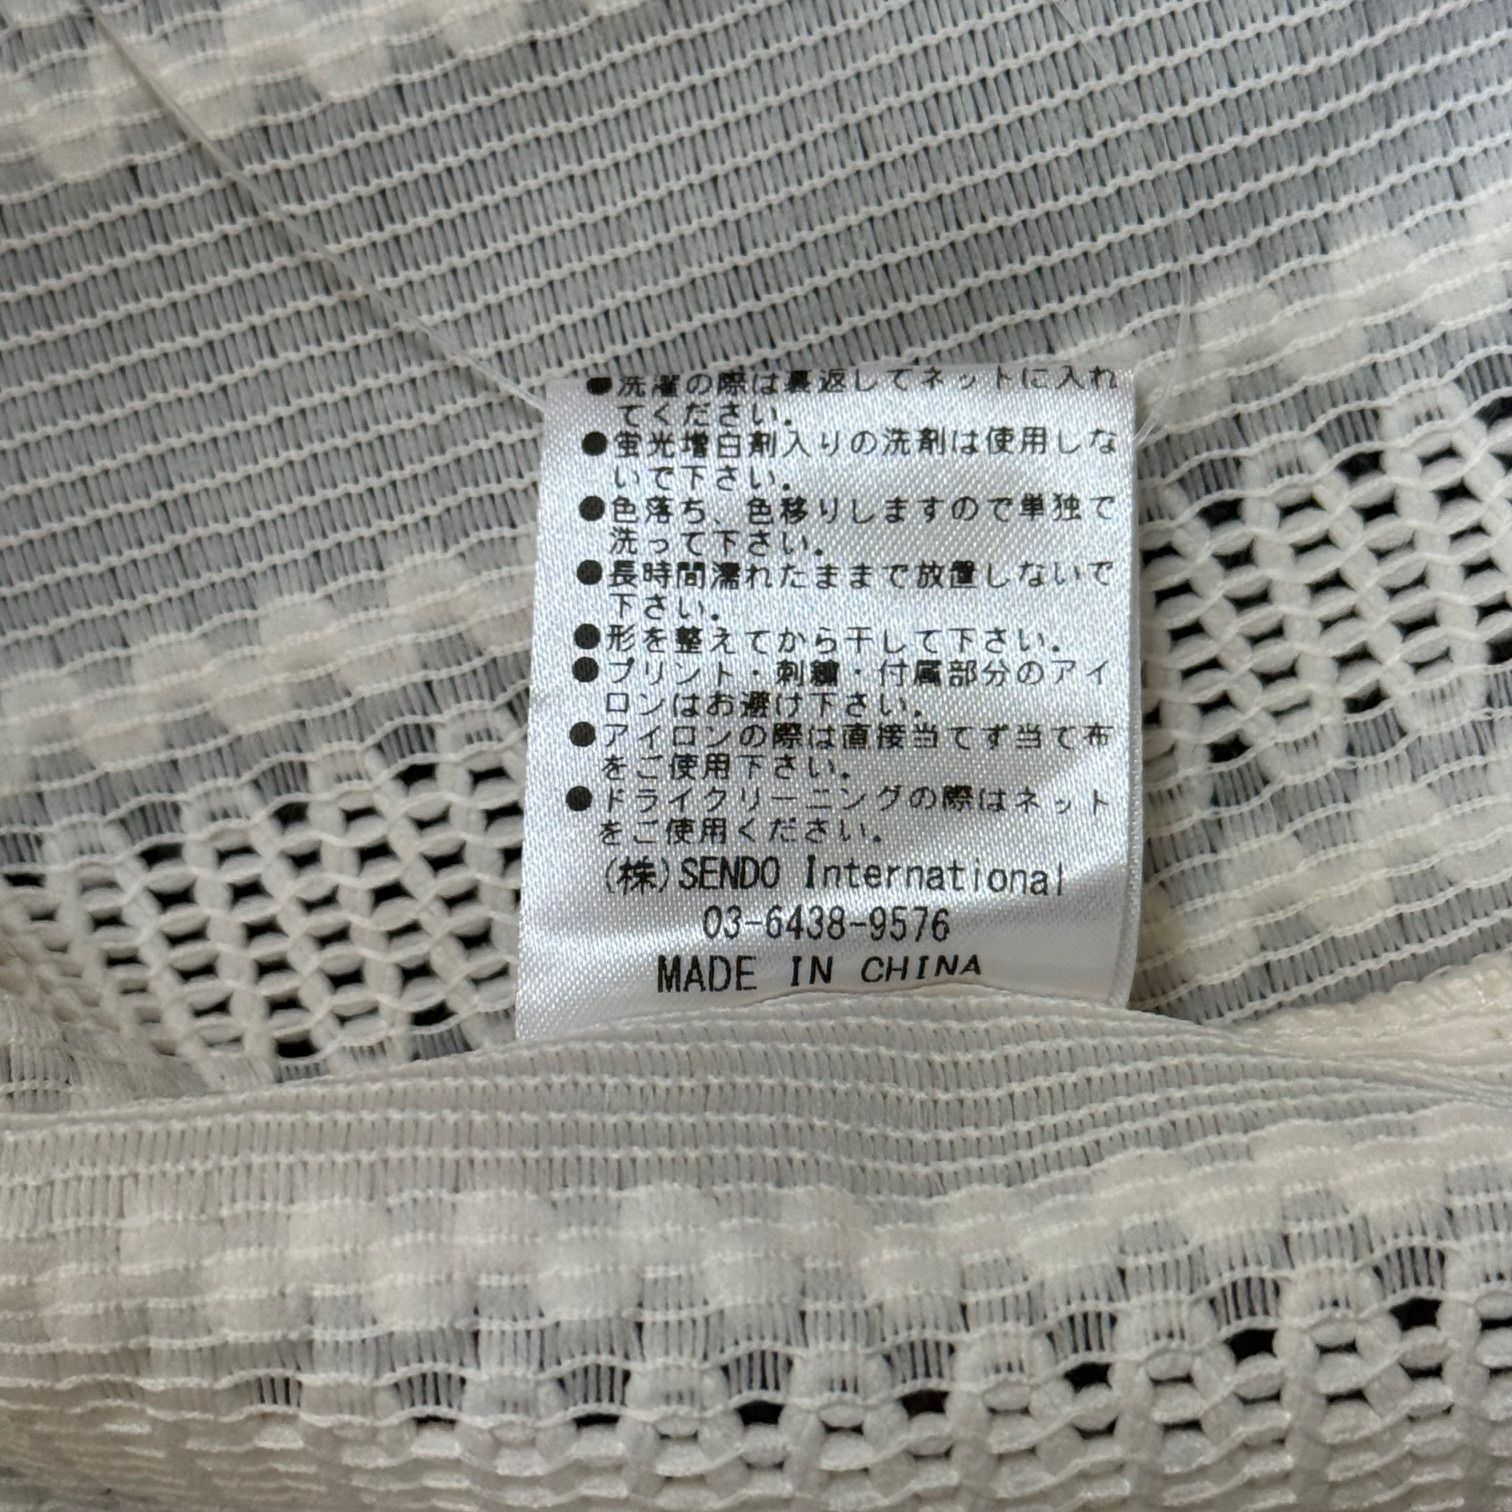 ●洗濯の際は裏返してネットに入れ
てください。
●蛍光増白剤入りの洗剤は使用しな
いで下さい。
●色落ち、色移りしますので単独で
洗って下さい。
●長時間濡れたままで放置しないで
下さい。
●形を整えてから干して下さい。
●プリント・刺繍・付属部分のアイ
ロンはお避け下さい。
●アイロンの際は直接当てず当て布
をご使用下さい。
●ドライクリーニングの際はネット
をご使用ください。
(株)SENDO International
03-6438-9576
MADE IN CHINA